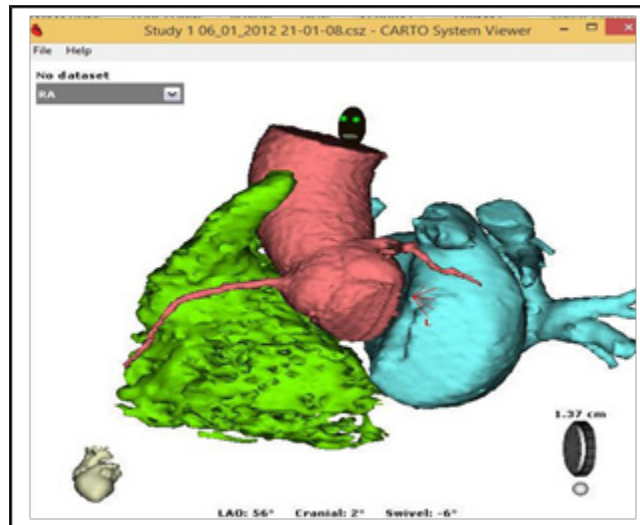 Study 1 06_01_2012 21-01-08.csz - CARTO System Viewer
File Help
No dataset
RA
1.37 cm
LAO: 56° Cranial: 2° Swivel: -6°